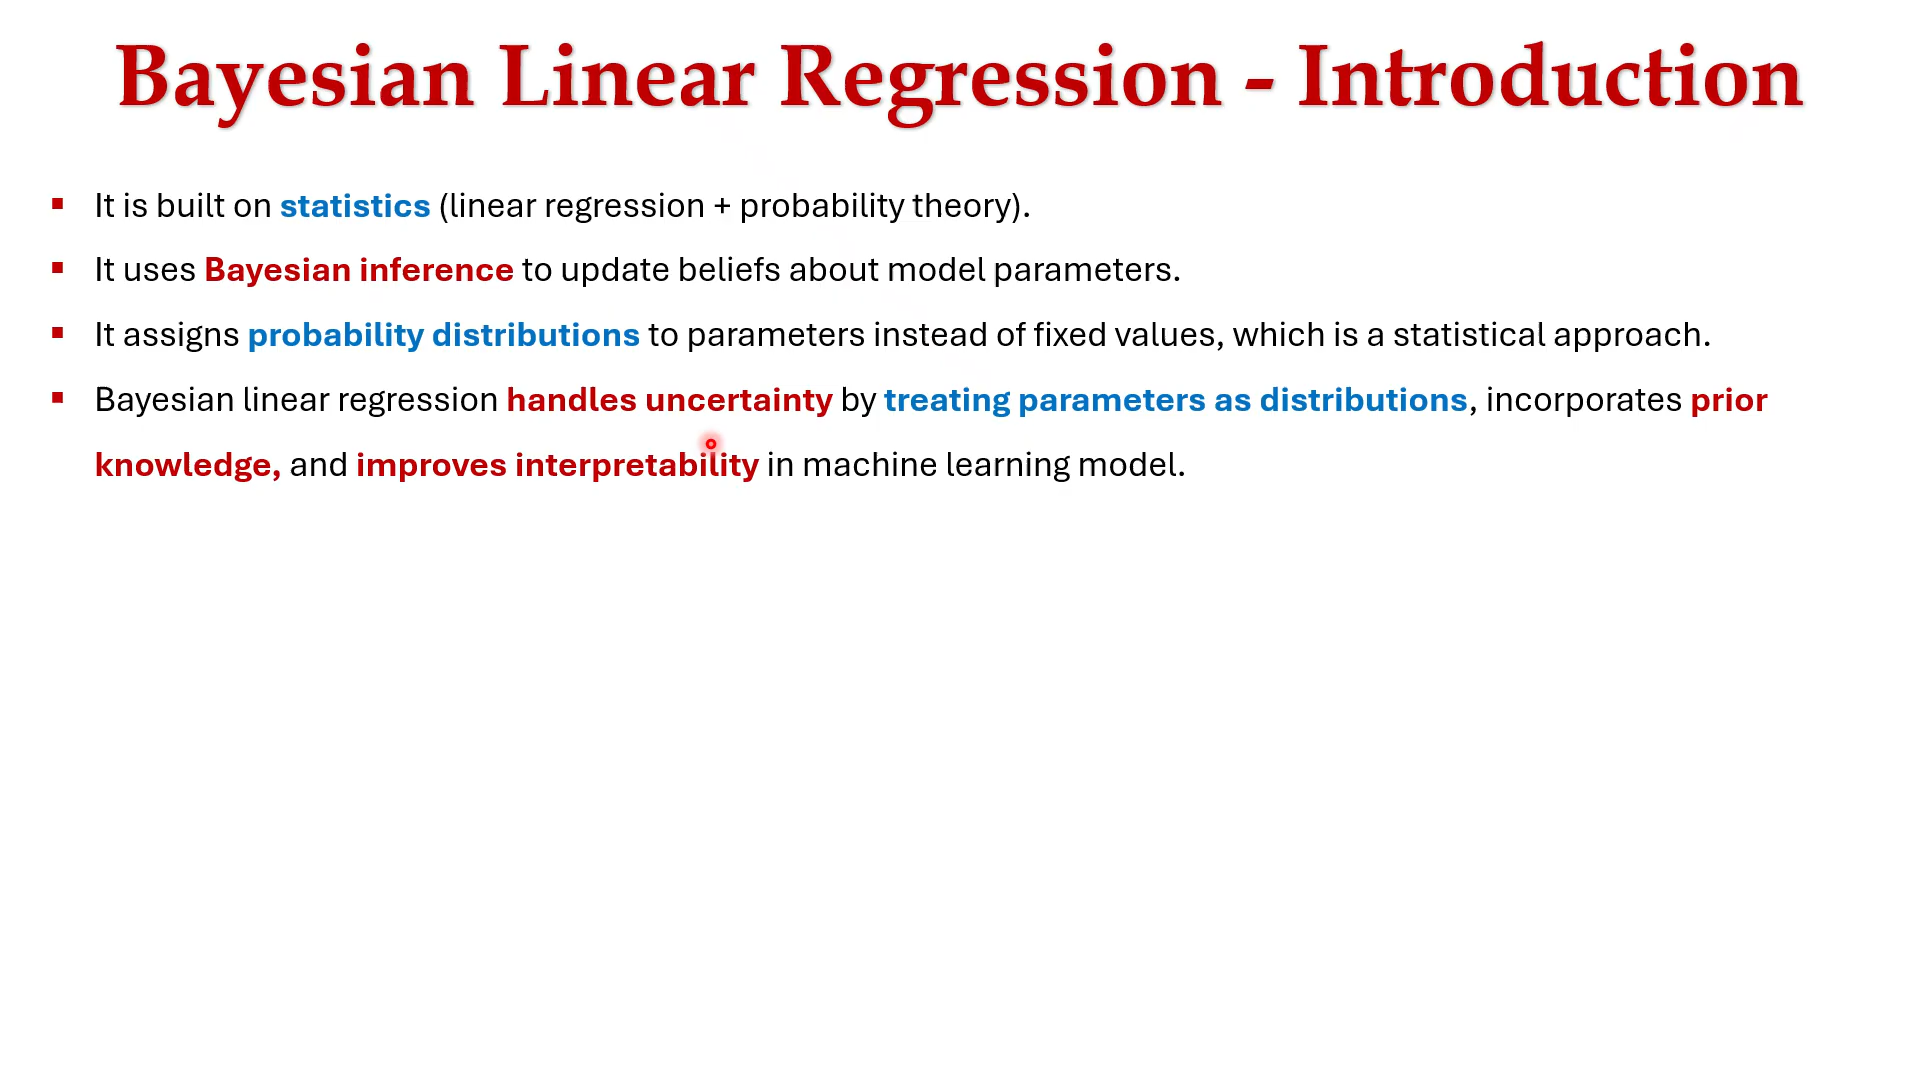 Bayesian Linear Regression - Introduction
▪ It is built on statistics (linear regression + probability theory).
▪ It uses Bayesian inference to update beliefs about model parameters.
▪ It assigns probability distributions to parameters instead of fixed values, which is a statistical approach.
▪ Bayesian linear regression handles uncertainty by treating parameters as distributions, incorporates prior
knowledge, and improves interpretability in machine learning model.